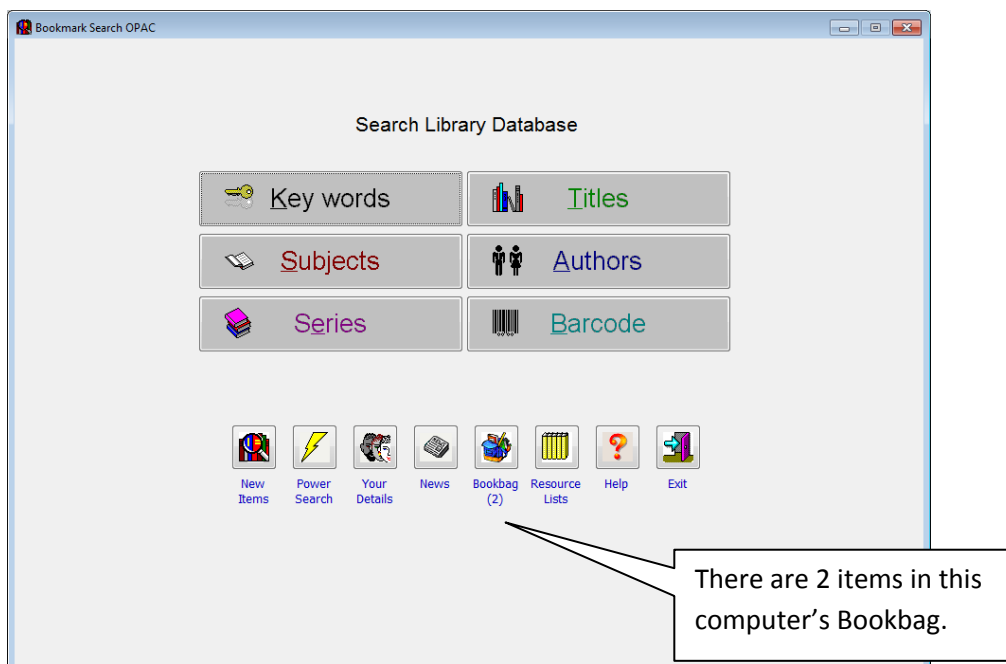 Bookmark Search OPAC
Search Library Database
Key words
Titles
Subjects
Authors
Series
Barcode
New Items
Power Search
Your Details
News
Bookbag (2)
Resource Lists
Help
Exit
There are 2 items in this
computer’s Bookbag.